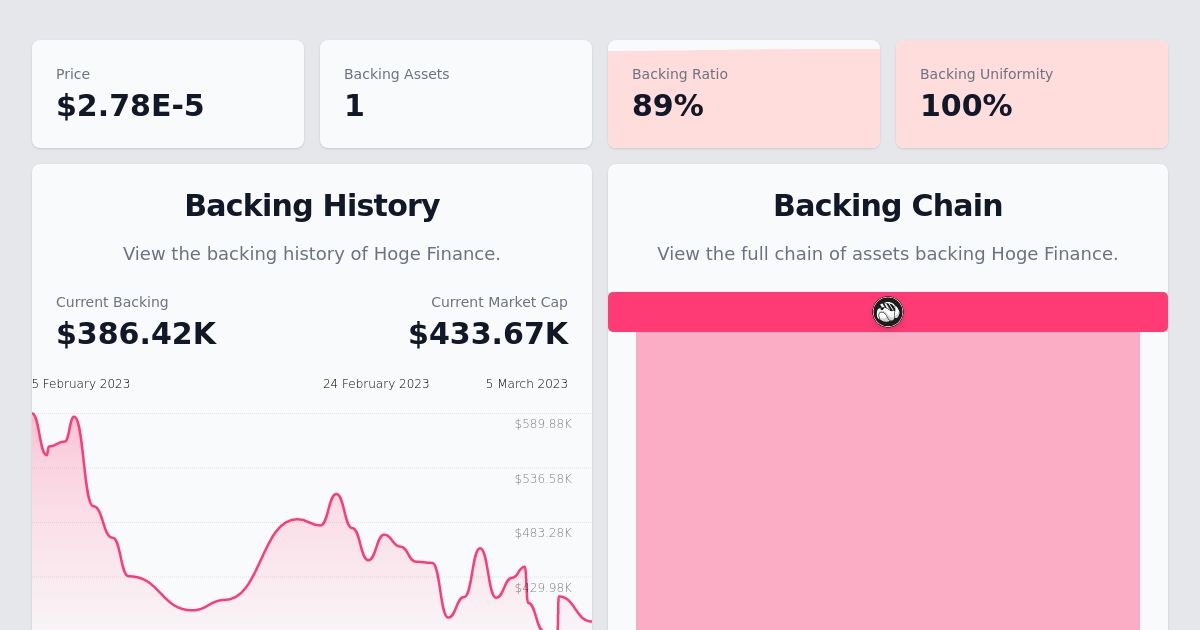 Price
$2.78E-5
Backing Assets
1
Backing Ratio
89%
Backing Uniformity
100%
Backing History
View the backing history of Hoge Finance.
Current Backing
$386.42K
Current Market Cap
$433.67K
5 February 2023
24 February 2023
5 March 2023
$589.88K
$536.58K
$483.28K
$429.98K
Backing Chain
View the full chain of assets backing Hoge Finance.